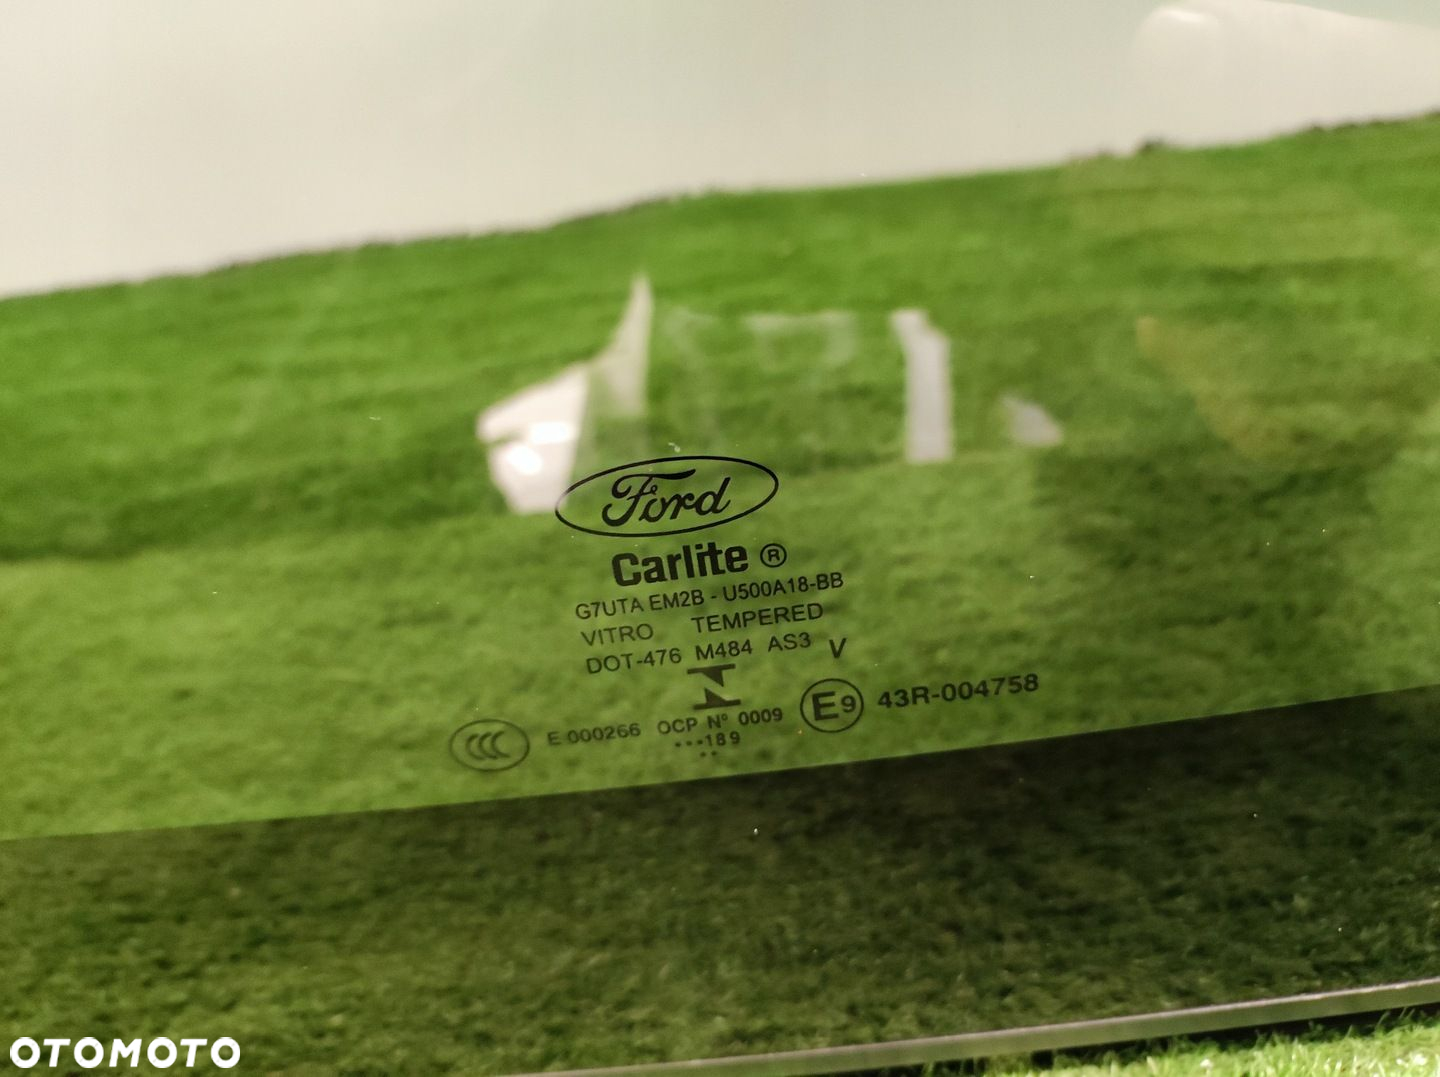 Ford
Carlite ®
G7UTA EM2B - U500A18-BB
VITRO TEMPERED
DOT-476 M484 AS3 V
CCC E 000266 OCP Nº 0009 E9 43R-004758
•••189
••
OTOMOTO